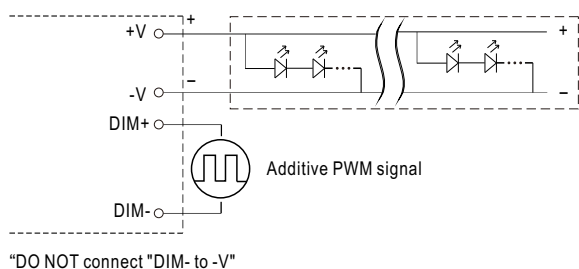 +V
+
-V
−
+
−
DIM+
DIM-
Additive PWM signal
“DO NOT connect "DIM- to -V"